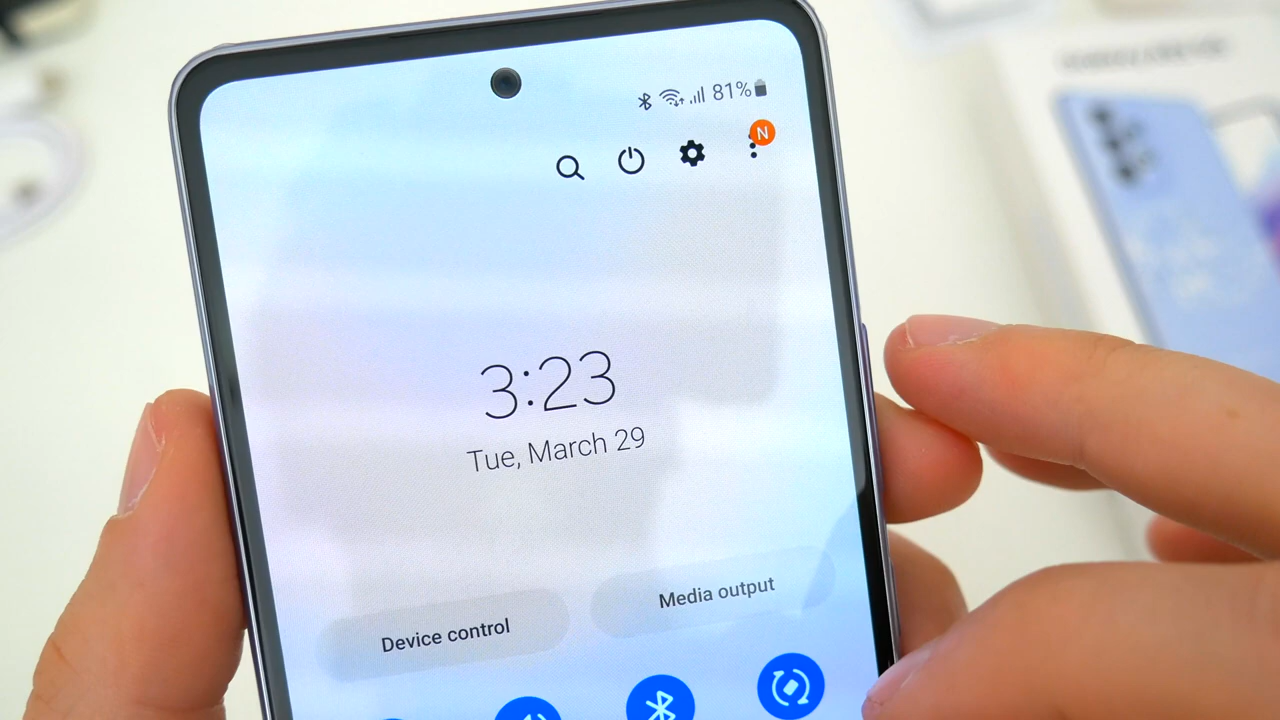 81%
N
3:23
Tue, March 29
Device control
Media output